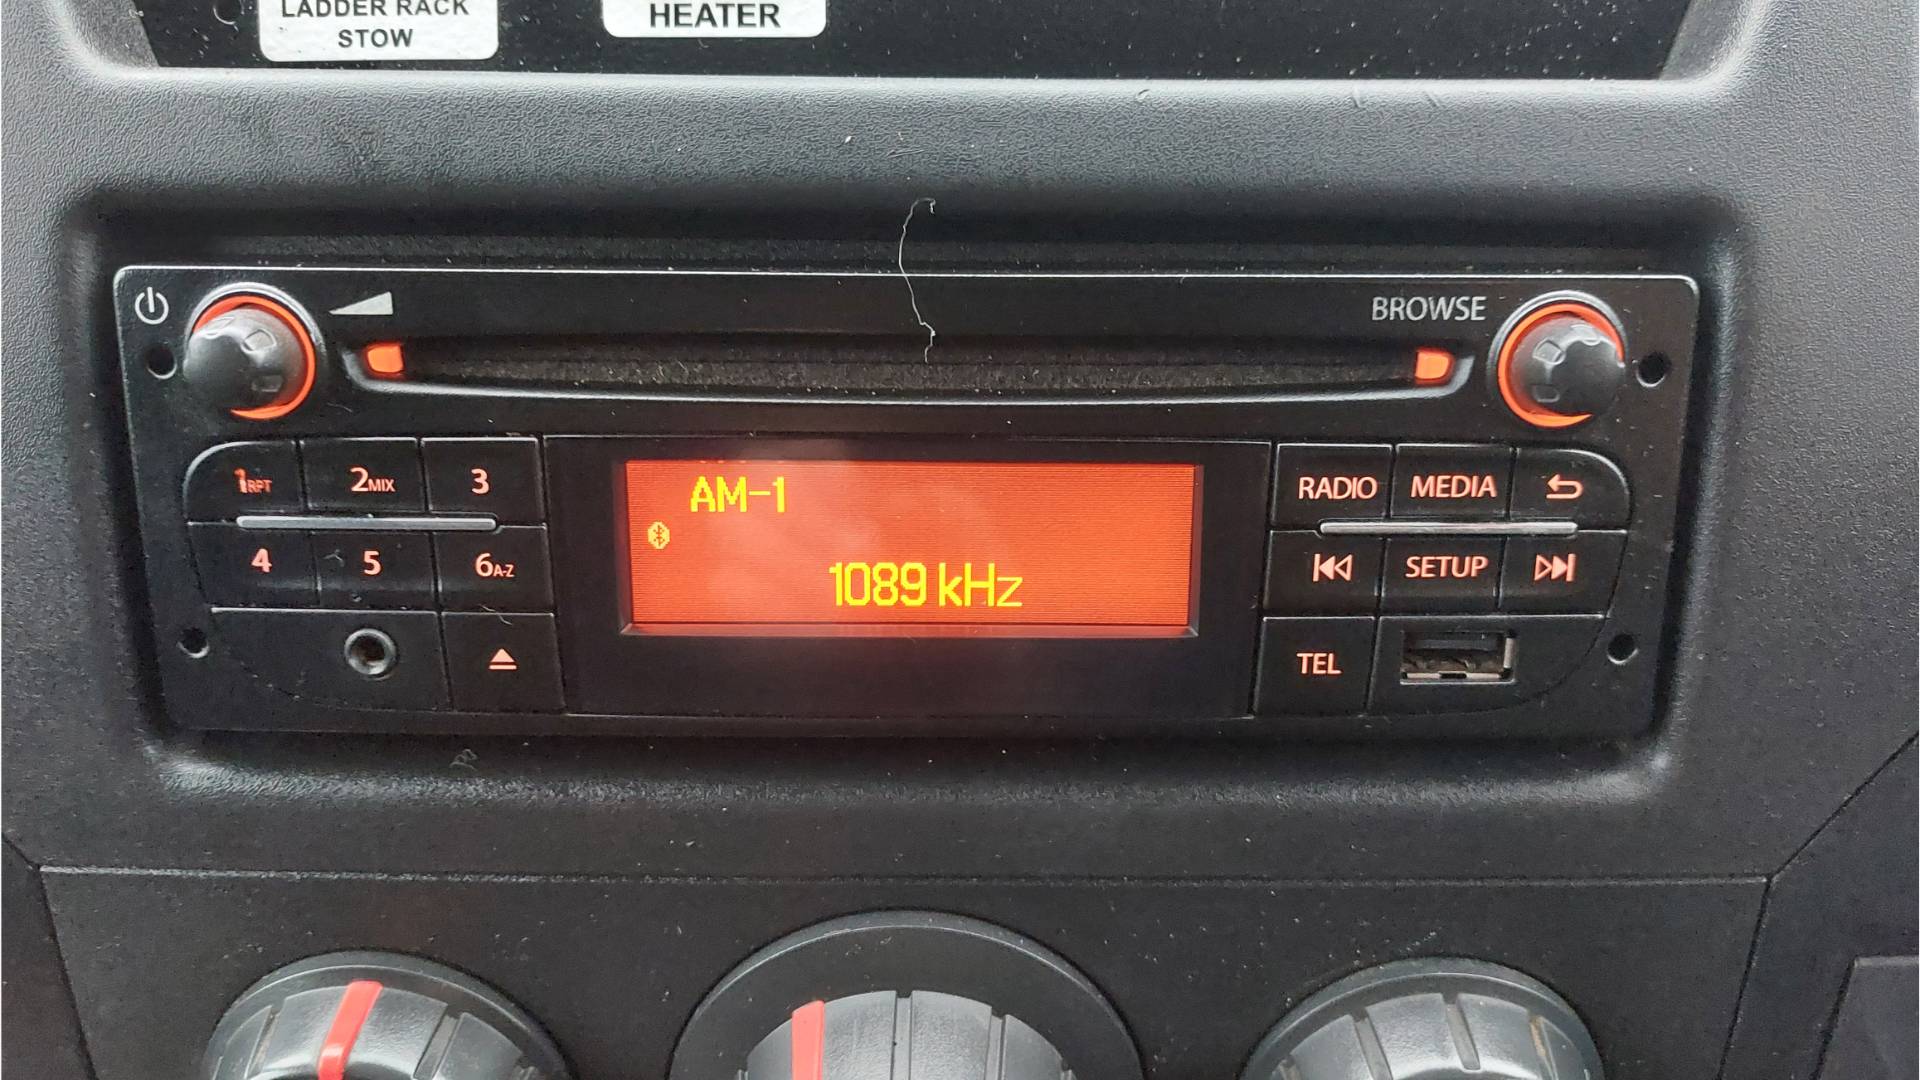 LADDER RACK
STOW
HEATER
BROWSE
1RPT 2MIX 3
4 5 6A-Z
AM-1
1089 kHz
RADIO MEDIA
SETUP
TEL